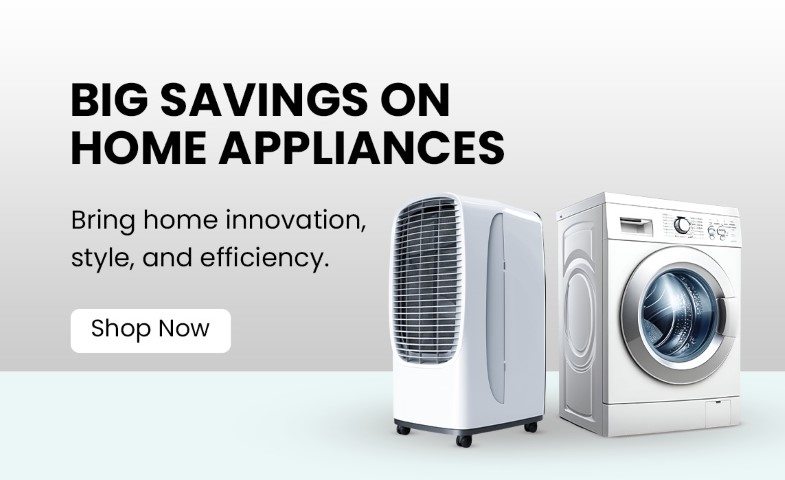 BIG SAVINGS ON
HOME APPLIANCES
Bring home innovation,
style, and efficiency.
Shop Now